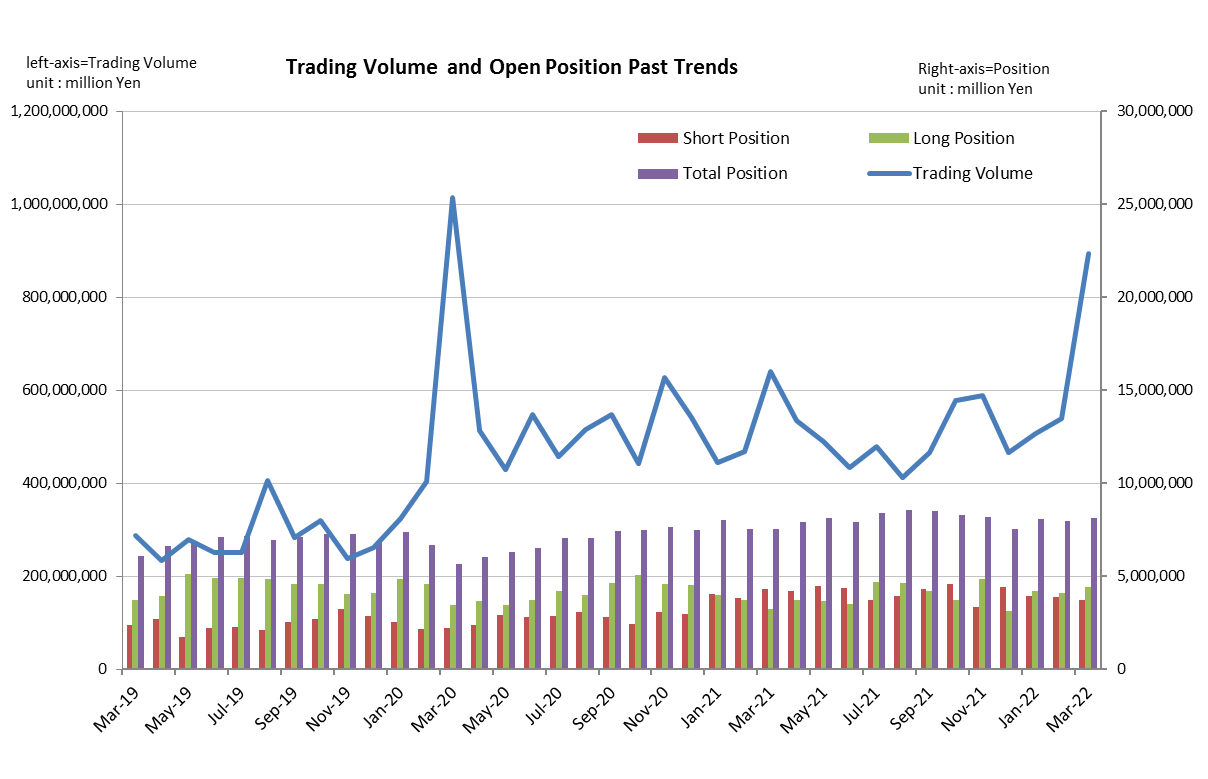 left-axis=Trading Volume
unit : million Yen
Trading Volume and Open Position Past Trends
Right-axis=Position
unit : million Yen
1,200,000,000
1,000,000,000
800,000,000
600,000,000
400,000,000
200,000,000
0
30,000,000
25,000,000
20,000,000
15,000,000
10,000,000
5,000,000
0
Short Position
Long Position
Total Position
Trading Volume
Mar-19
May-19
Jul-19
Sep-19
Nov-19
Jan-20
Mar-20
May-20
Jul-20
Sep-20
Nov-20
Jan-21
Mar-21
May-21
Jul-21
Sep-21
Nov-21
Jan-22
Mar-22